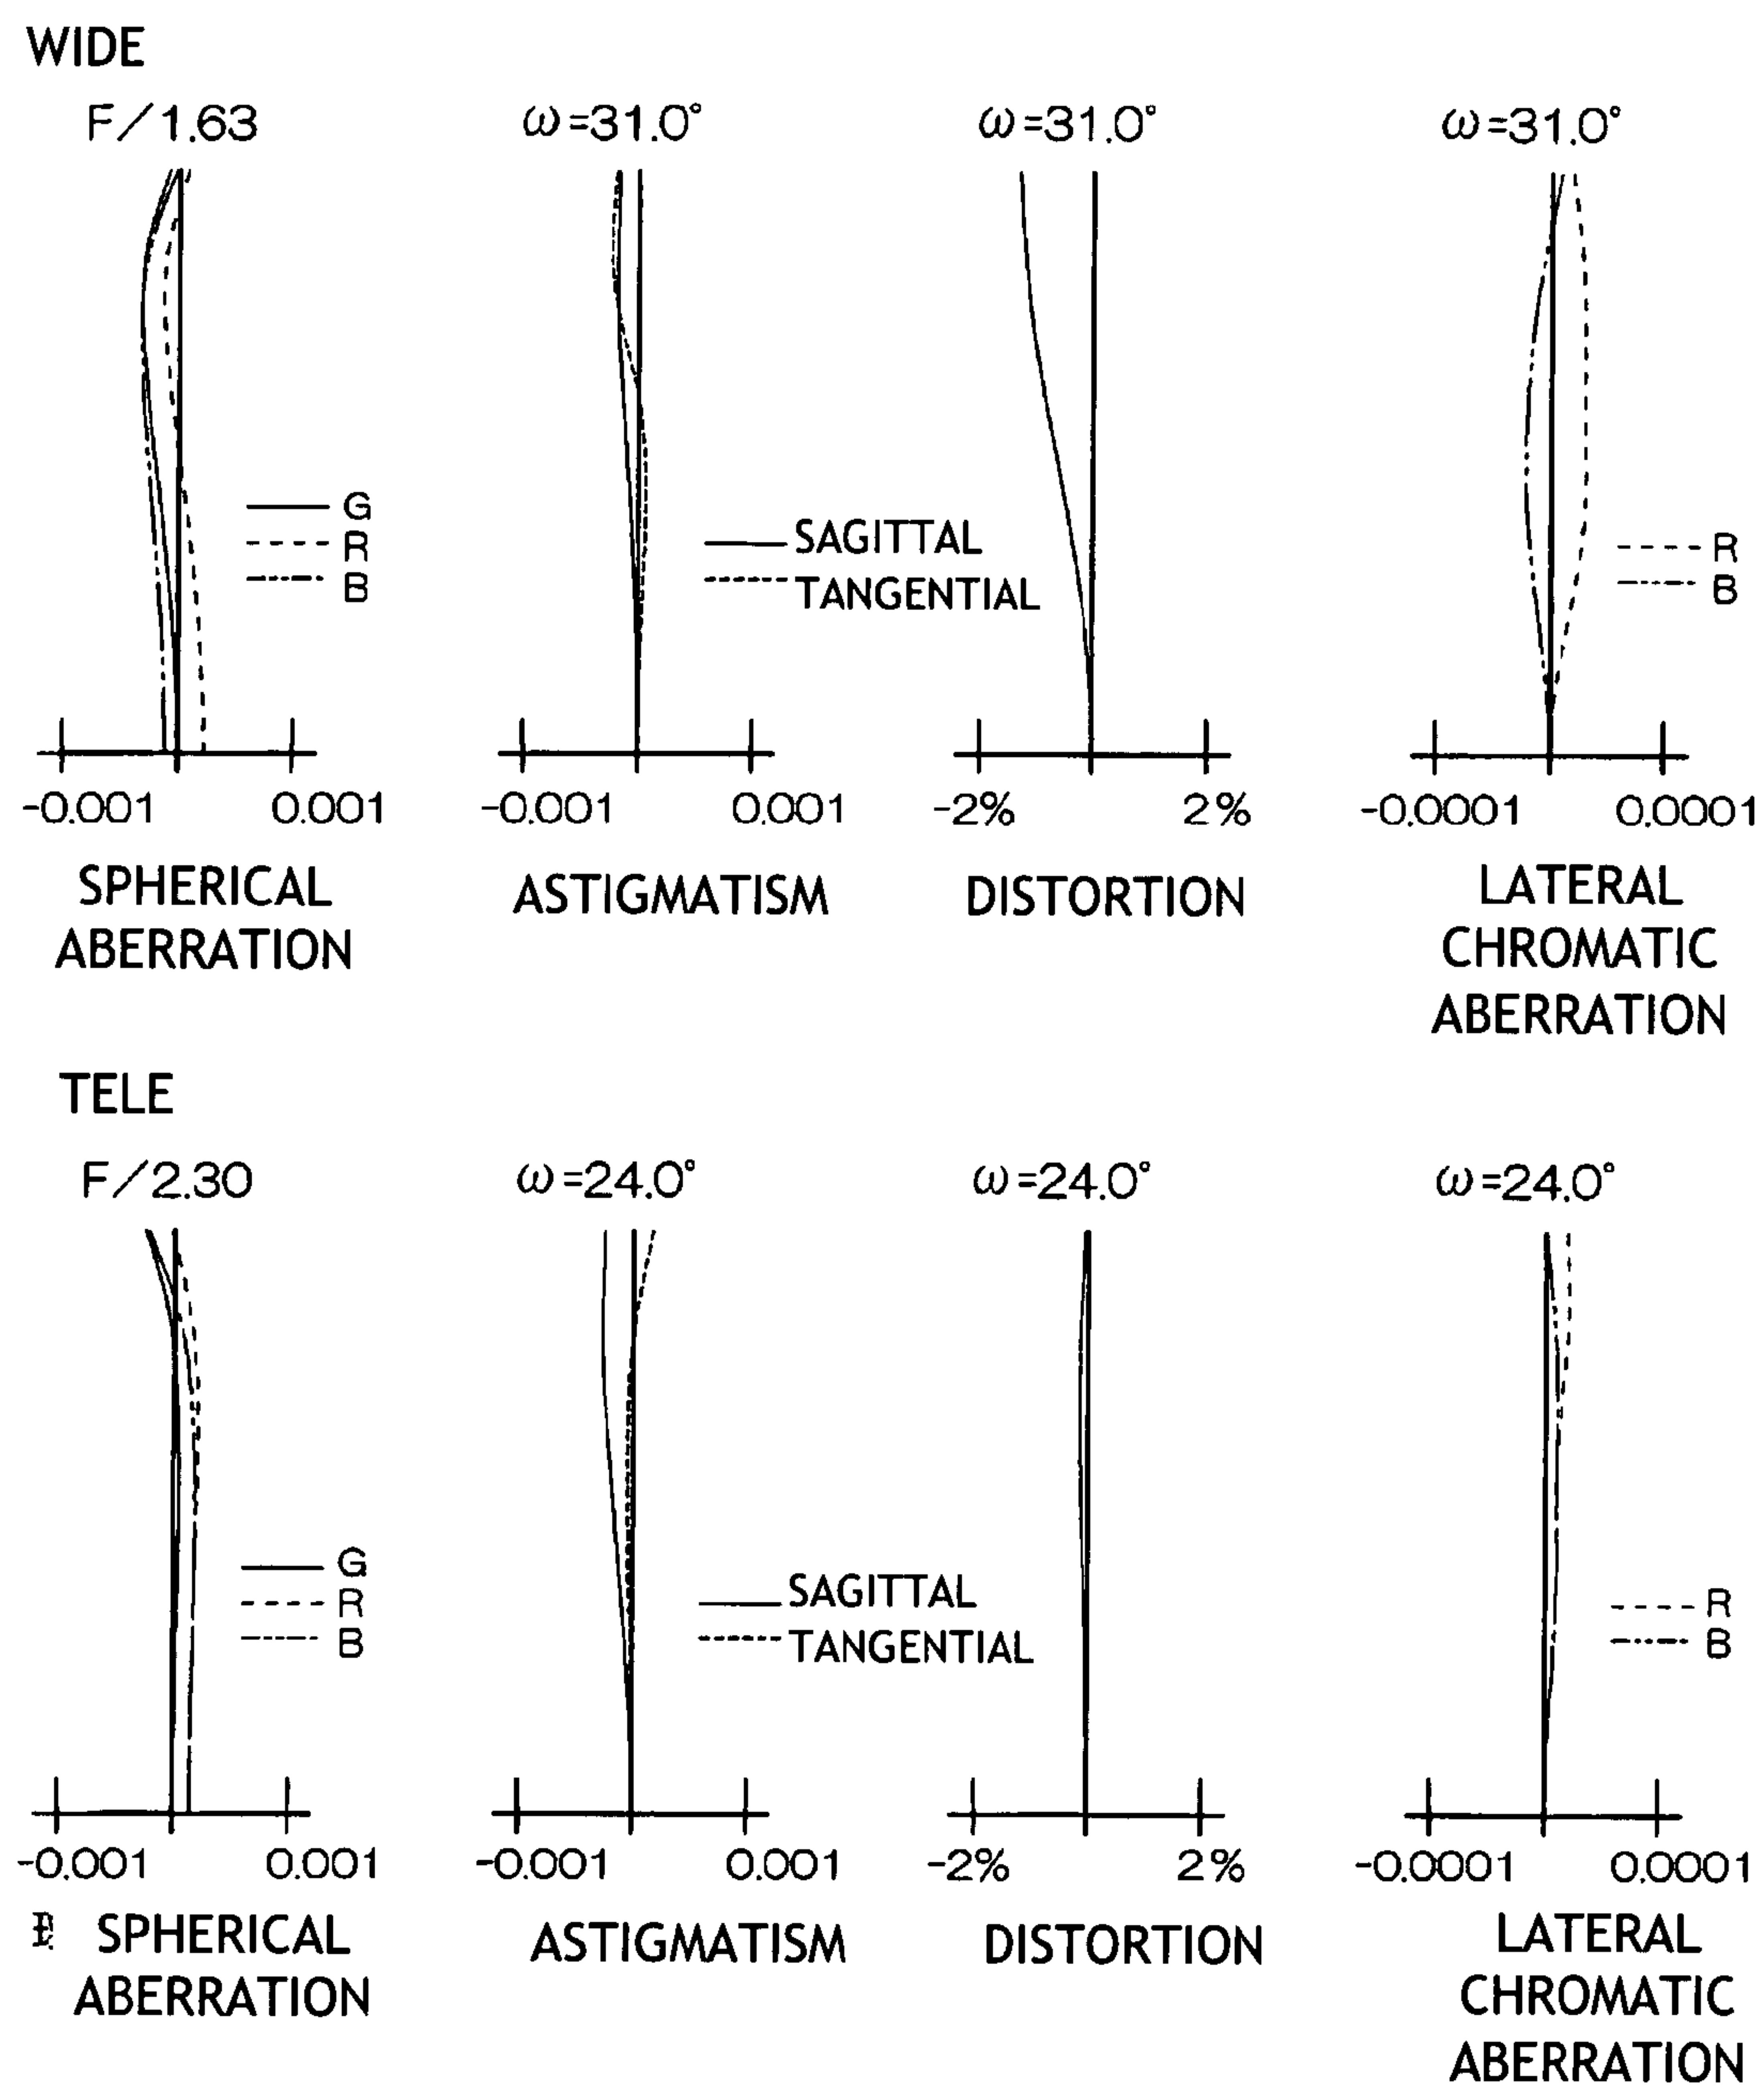 WIDE
F/1.63
ω=31.0°
ω=31.0°
ω=31.0°
G
R
B
SAGITTAL
TANGENTIAL
R
B
-0.001 0.001
-0.001 0.001
-2% 2%
-0.0001 0.0001
SPHERICAL
ABERRATION
ASTIGMATISM
DISTORTION
LATERAL
CHROMATIC
ABERRATION
TELE
F/2.30
ω=24.0°
ω=24.0°
ω=24.0°
G
R
B
SAGITTAL
TANGENTIAL
R
B
-0.001 0.001
-0.001 0.001
-2% 2%
-0.0001 0.0001
SPHERICAL
ABERRATION
ASTIGMATISM
DISTORTION
LATERAL
CHROMATIC
ABERRATION